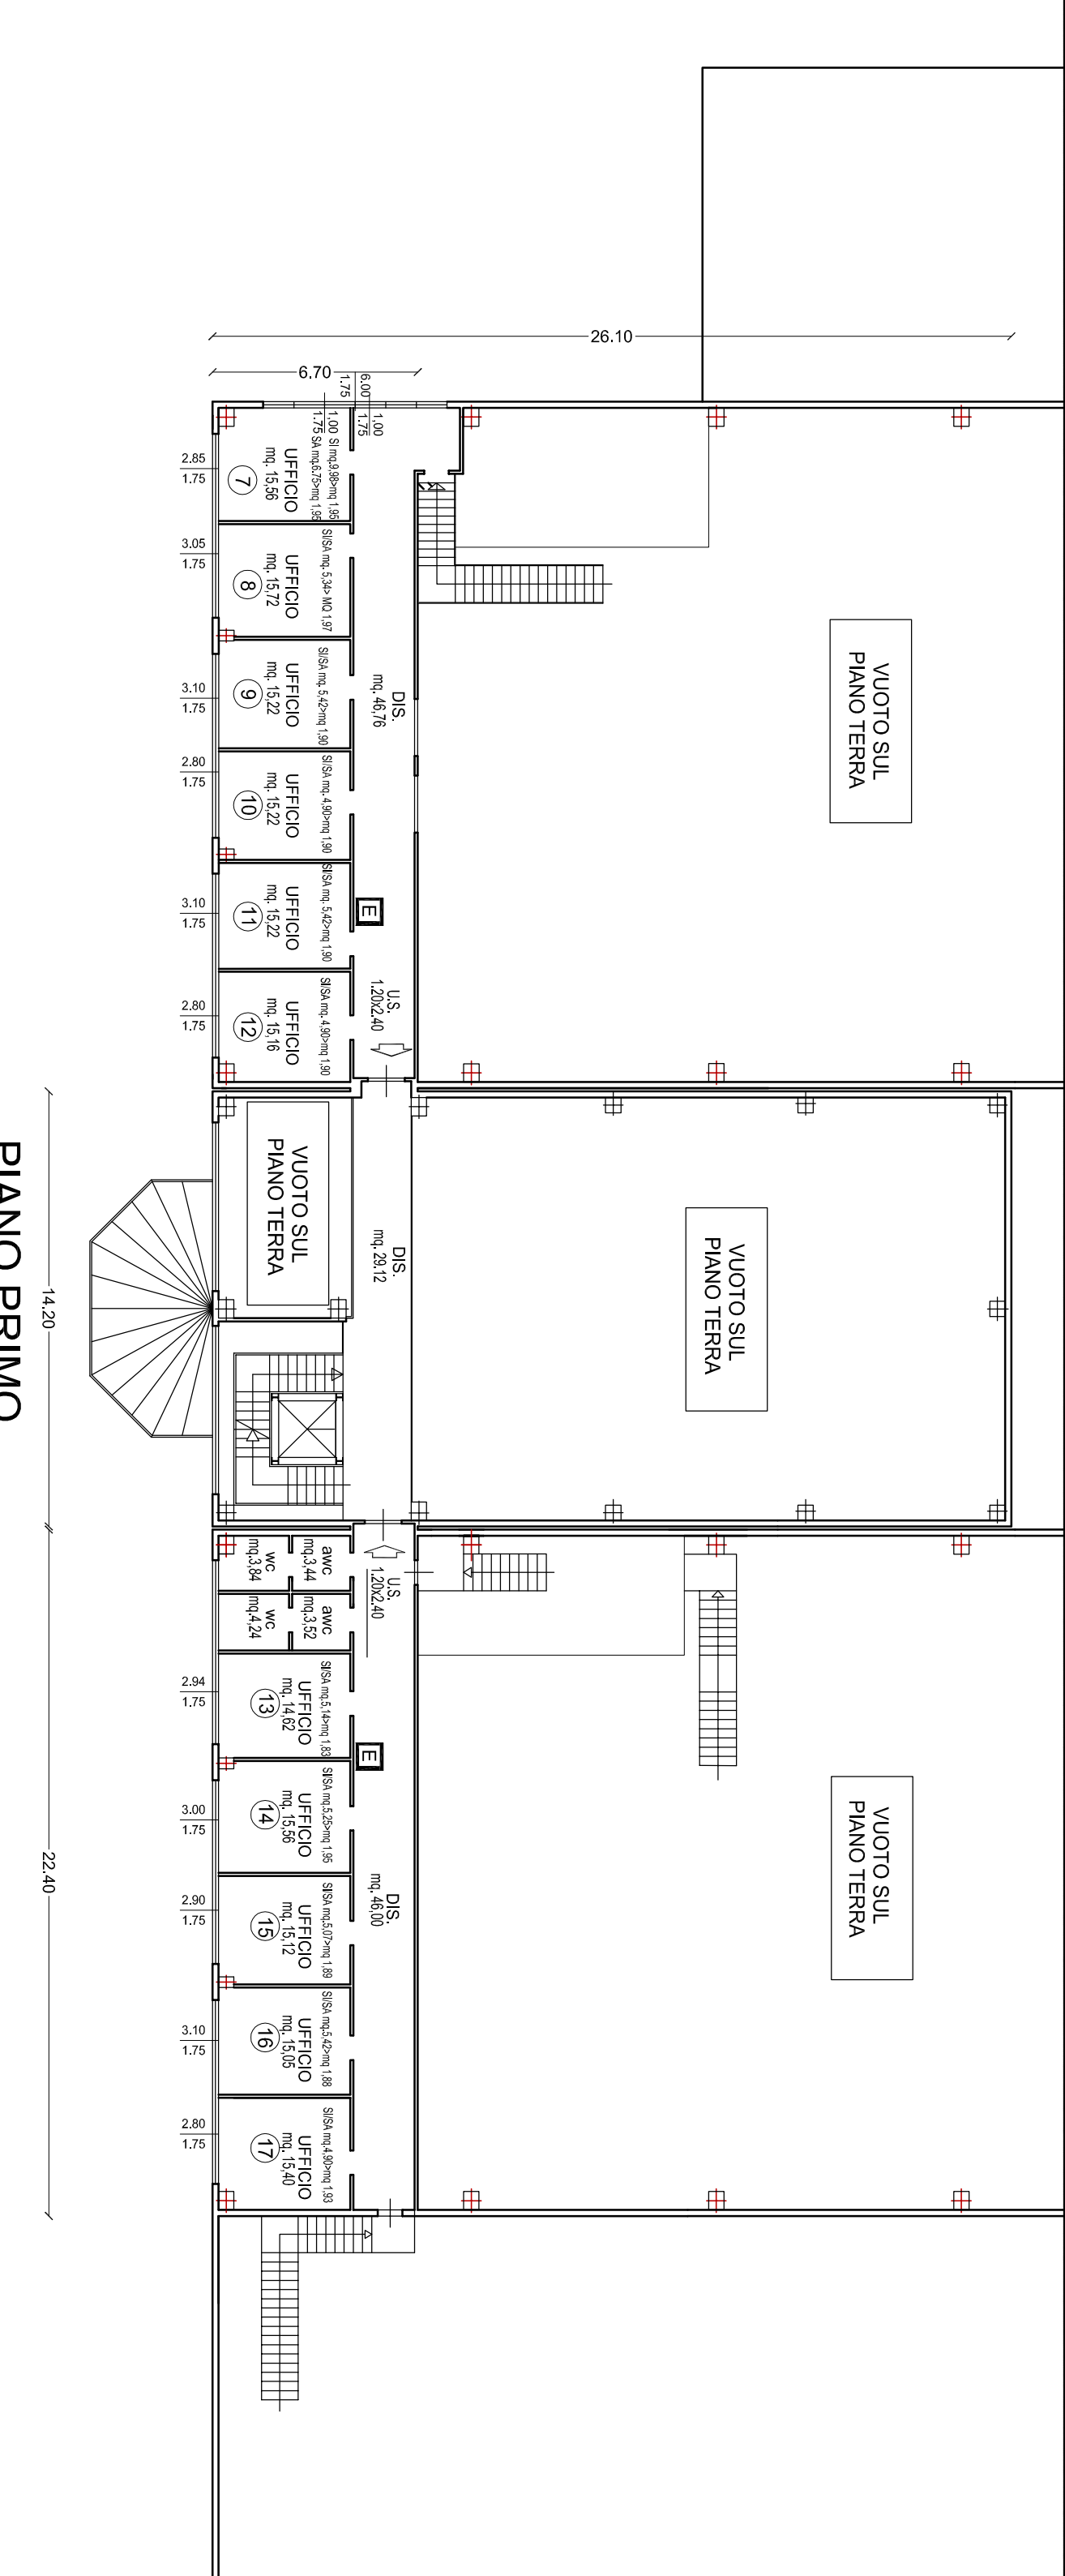 26.10
6.70
6.00
1.75
1,00
1.75
1,00
1.75
SI mq.9,98>mq 1,95
SA mq.6.75>mq 1,95
UFFICIO
mq. 15,56
7
2.85
1.75
SI/SA mq. 5,34> MQ 1,97
UFFICIO
mq. 15,72
8
3.05
1.75
SI/SA mq. 5,42>mq 1,90
UFFICIO
mq. 15,22
9
3.10
1.75
SI/SA mq. 4,90>mq 1,90
UFFICIO
mq. 15,22
10
2.80
1.75
SI/SA mq. 5,42>mq 1,90
UFFICIO
mq. 15,22
11
3.10
1.75
SI/SA mq. 4,90>mq 1,90
UFFICIO
mq. 15,16
12
2.80
1.75
DIS.
mq. 46,76
E
U.S.
1.20x2.40
VUOTO SUL
PIANO TERRA
VUOTO SUL
PIANO TERRA
DIS.
mq. 29.12
VUOTO SUL
PIANO TERRA
14.20
PIANO PRIMO
awc
mq.3,44
wc
mq.3,84
awc
mq.3,52
wc
mq.4,24
U.S.
1.20x2.40
SI/SA mq.5,14>mq 1,83
UFFICIO
mq. 14,62
13
2.94
1.75
E
SI/SA mq.5,25>mq 1,95
UFFICIO
mq. 15,56
14
3.00
1.75
DIS.
mq. 46,00
SI/SA mq.5,07>mq 1,89
UFFICIO
mq. 15,12
15
2.90
1.75
SI/SA mq.5,42>mq 1,88
UFFICIO
mq. 15,05
16
3.10
1.75
SI/SA mq.4,90>mq 1,93
UFFICIO
mq. 15,40
17
2.80
1.75
VUOTO SUL
PIANO TERRA
22.40